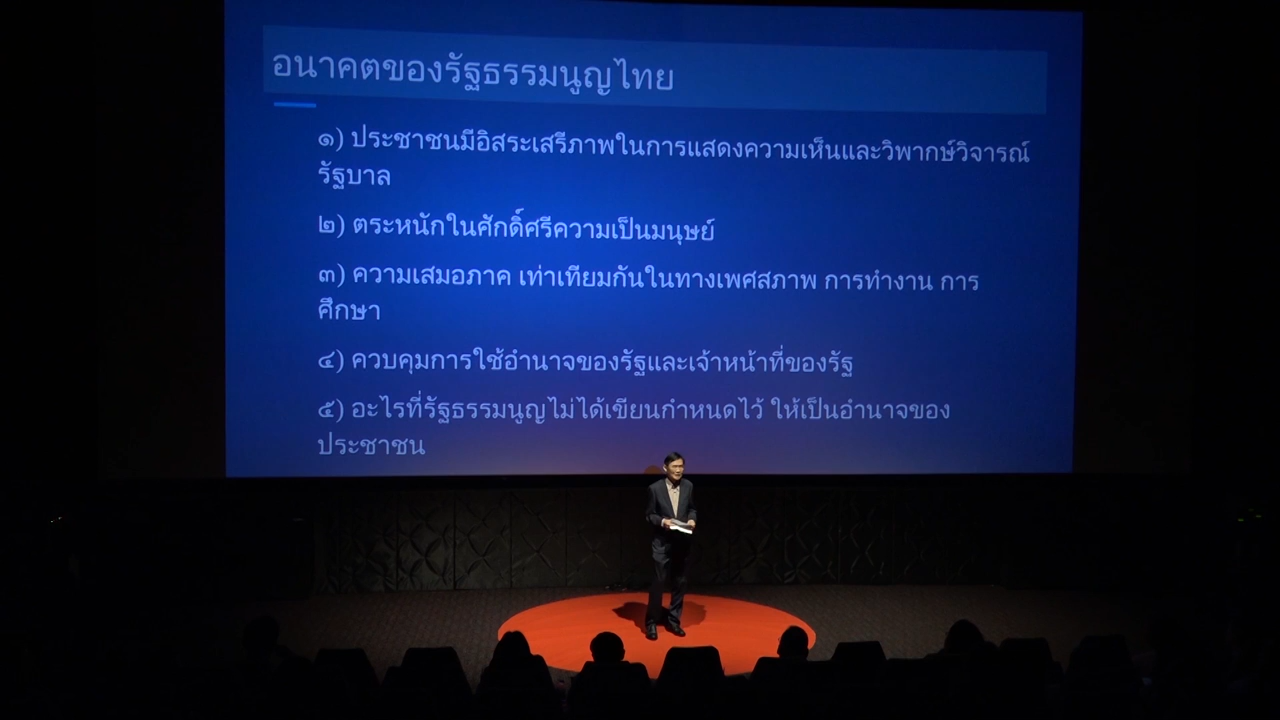 อนาคตของรัฐธรรมนูญไทย
๑) ประชาชนมีอิสระเสรีภาพในการแสดงความเห็นและวิพากษ์วิจารณ์
รัฐบาล
๒) ตระหนักในศักดิ์ศรีความเป็นมนุษย์
๓) ความเสมอภาค เท่าเทียมกันในทางเพศสภาพ การทำงาน การ
ศึกษา
๔) ควบคุมการใช้อำนาจของรัฐและเจ้าหน้าที่ของรัฐ
๕) อะไรที่รัฐธรรมนูญไม่ได้เขียนกำหนดไว้ ให้เป็นอำนาจของ
ประชาชน